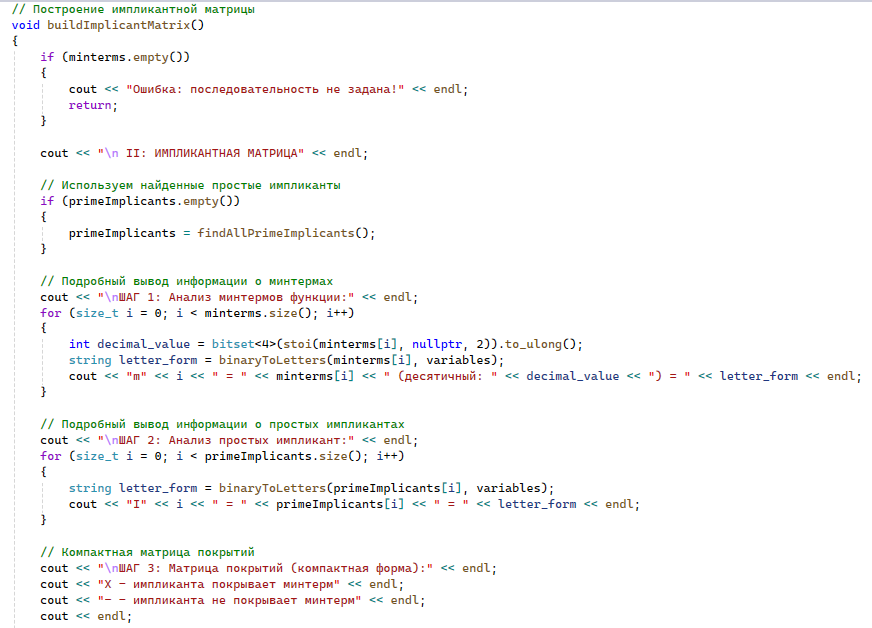 // Построение импликантной матрицы
void buildImplicantMatrix()
{
    if (minterms.empty())
    {
        cout << "Ошибка: последовательность не задана!" << endl;
        return;
    }

    cout << "\n II: ИМПЛИКАНТНАЯ МАТРИЦА" << endl;

    // Используем найденные простые импликанты
    if (primeImplicants.empty())
    {
        primeImplicants = findAllPrimeImplicants();
    }

    // Подробный вывод информации о минтермах
    cout << "\nШАГ 1: Анализ минтермов функции:" << endl;
    for (size_t i = 0; i < minterms.size(); i++)
    {
        int decimal_value = bitset<4>(stoi(minterms[i], nullptr, 2)).to_ulong();
        string letter_form = binaryToLetters(minterms[i], variables);
        cout << "m" << i << " = " << minterms[i] << " (десятичный: " << decimal_value << ") = " << letter_form << endl;
    }

    // Подробный вывод информации о простых импликантах
    cout << "\nШАГ 2: Анализ простых импликант:" << endl;
    for (size_t i = 0; i < primeImplicants.size(); i++)
    {
        string letter_form = binaryToLetters(primeImplicants[i], variables);
        cout << "I" << i << " = " << primeImplicants[i] << " = " << letter_form << endl;
    }

    // Компактная матрица покрытий
    cout << "\nШАГ 3: Матрица покрытий (компактная форма):" << endl;
    cout << "X - импликанта покрывает минтерм" << endl;
    cout << "- - импликанта не покрывает минтерм" << endl;
    cout << endl;